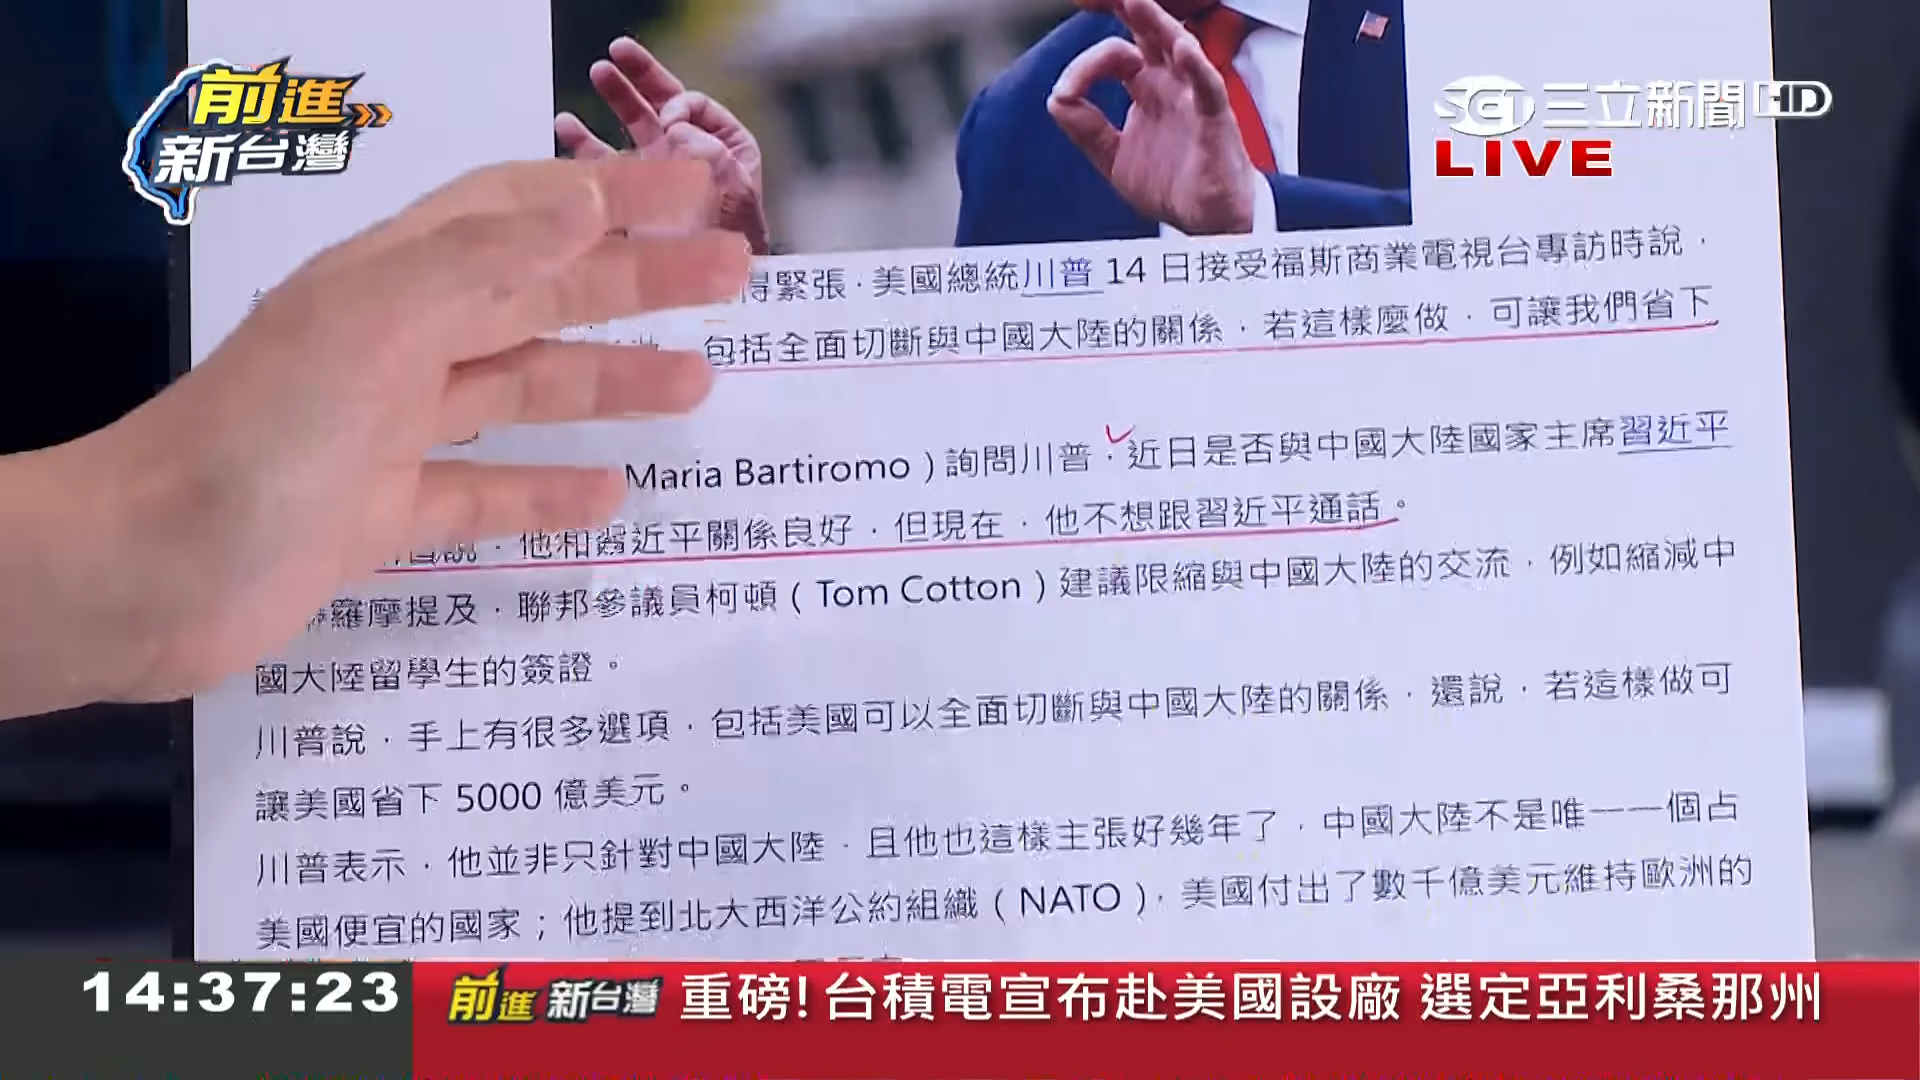 前進
新台灣
SET三立新聞HD
LIVE
得緊張，美國總統川普 14 日接受福斯商業電視台專訪時說，
包括全面切斷與中國大陸的關係，若這樣麼做，可讓我們省下
Maria Bartiromo）詢問川普，近日是否與中國大陸國家主席習近平
他和習近平關係良好，但現在，他不想跟習近平通話。
羅摩提及，聯邦參議員柯頓（Tom Cotton）建議限縮與中國大陸的交流，例如縮減中
國大陸留學生的簽證。
川普說，手上有很多選項，包括美國可以全面切斷與中國大陸的關係，還說，若這樣做可
讓美國省下 5000 億美元。
川普表示，他並非只針對中國大陸，且他也這樣主張好幾年了，中國大陸不是唯一一個占
美國便宜的國家；他提到北大西洋公約組織（NATO），美國付出了數千億美元維持歐洲的
14:37:23
前進新台灣 重磅!台積電宣布赴美國設廠 選定亞利桑那州